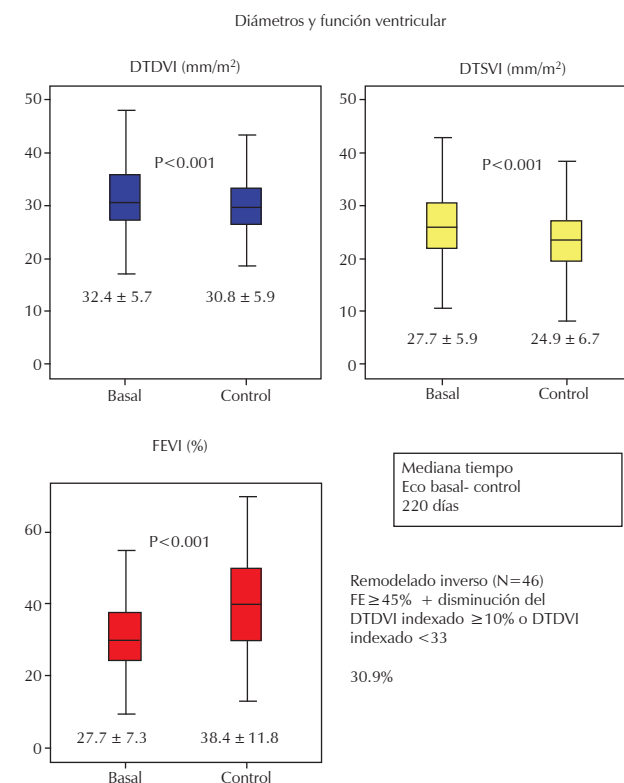 Diámetros y función ventricular
DTDVI (mm/m²)
50
40
30
20
10
0
P<0.001
32.4 ± 5.7
30.8 ± 5.9
Basal
Control
DTSVI (mm/m²)
50
40
30
20
10
0
P<0.001
27.7 ± 5.9
24.9 ± 6.7
Basal
Control
FEVI (%)
60
40
20
0
P<0.001
27.7 ± 7.3
38.4 ± 11.8
Basal
Control
Mediana tiempo
Eco basal- control
220 días
Remodelado inverso (N=46)
FE ≥45% + disminución del
DTDVI indexado ≥10% o DTDVI
indexado <33
30.9%